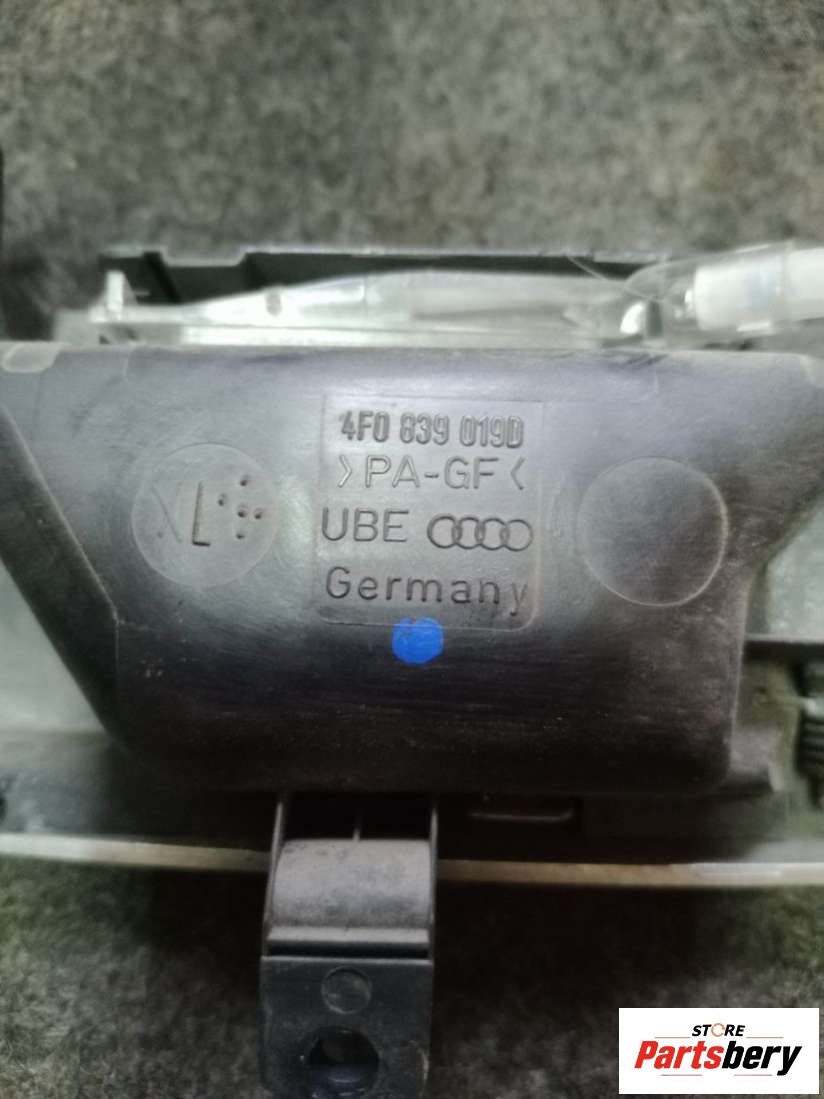 4F0 839 019D
>PA-GF<
UBE
Germany
STORE
Partsbery